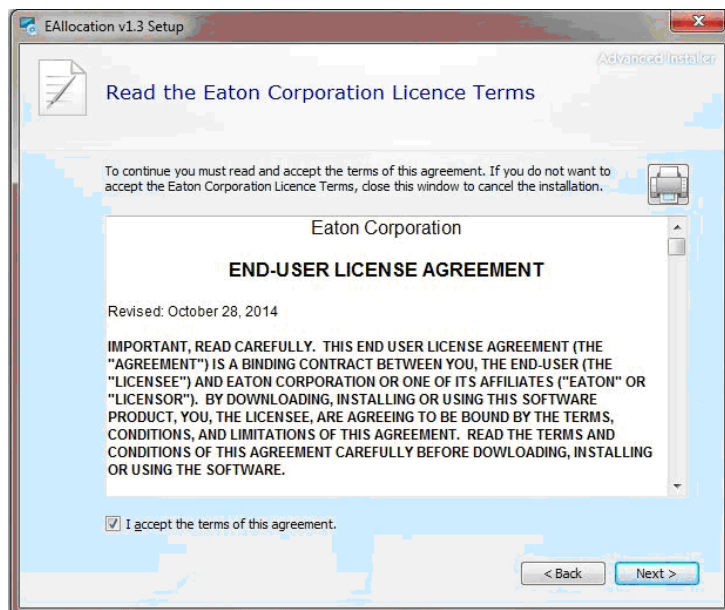 EAllocation v1.3 Setup
Advanced Installer
Read the Eaton Corporation Licence Terms
To continue you must read and accept the terms of this agreement. If you do not want to
accept the Eaton Corporation Licence Terms, close this window to cancel the installation.
Eaton Corporation
END-USER LICENSE AGREEMENT
Revised: October 28, 2014
IMPORTANT, READ CAREFULLY.  THIS END USER LICENSE AGREEMENT (THE
"AGREEMENT") IS A BINDING CONTRACT BETWEEN YOU, THE END-USER (THE
"LICENSEE") AND EATON CORPORATION OR ONE OF ITS AFFILIATES ("EATON" OR
"LICENSOR").  BY DOWNLOADING, INSTALLING OR USING THIS SOFTWARE
PRODUCT, YOU, THE LICENSEE, ARE AGREEING TO BE BOUND BY THE TERMS,
CONDITIONS, AND LIMITATIONS OF THIS AGREEMENT.  READ THE TERMS AND
CONDITIONS OF THIS AGREEMENT CAREFULLY BEFORE DOWLOADING, INSTALLING
OR USING THE SOFTWARE.
I accept the terms of this agreement.
< Back Next >